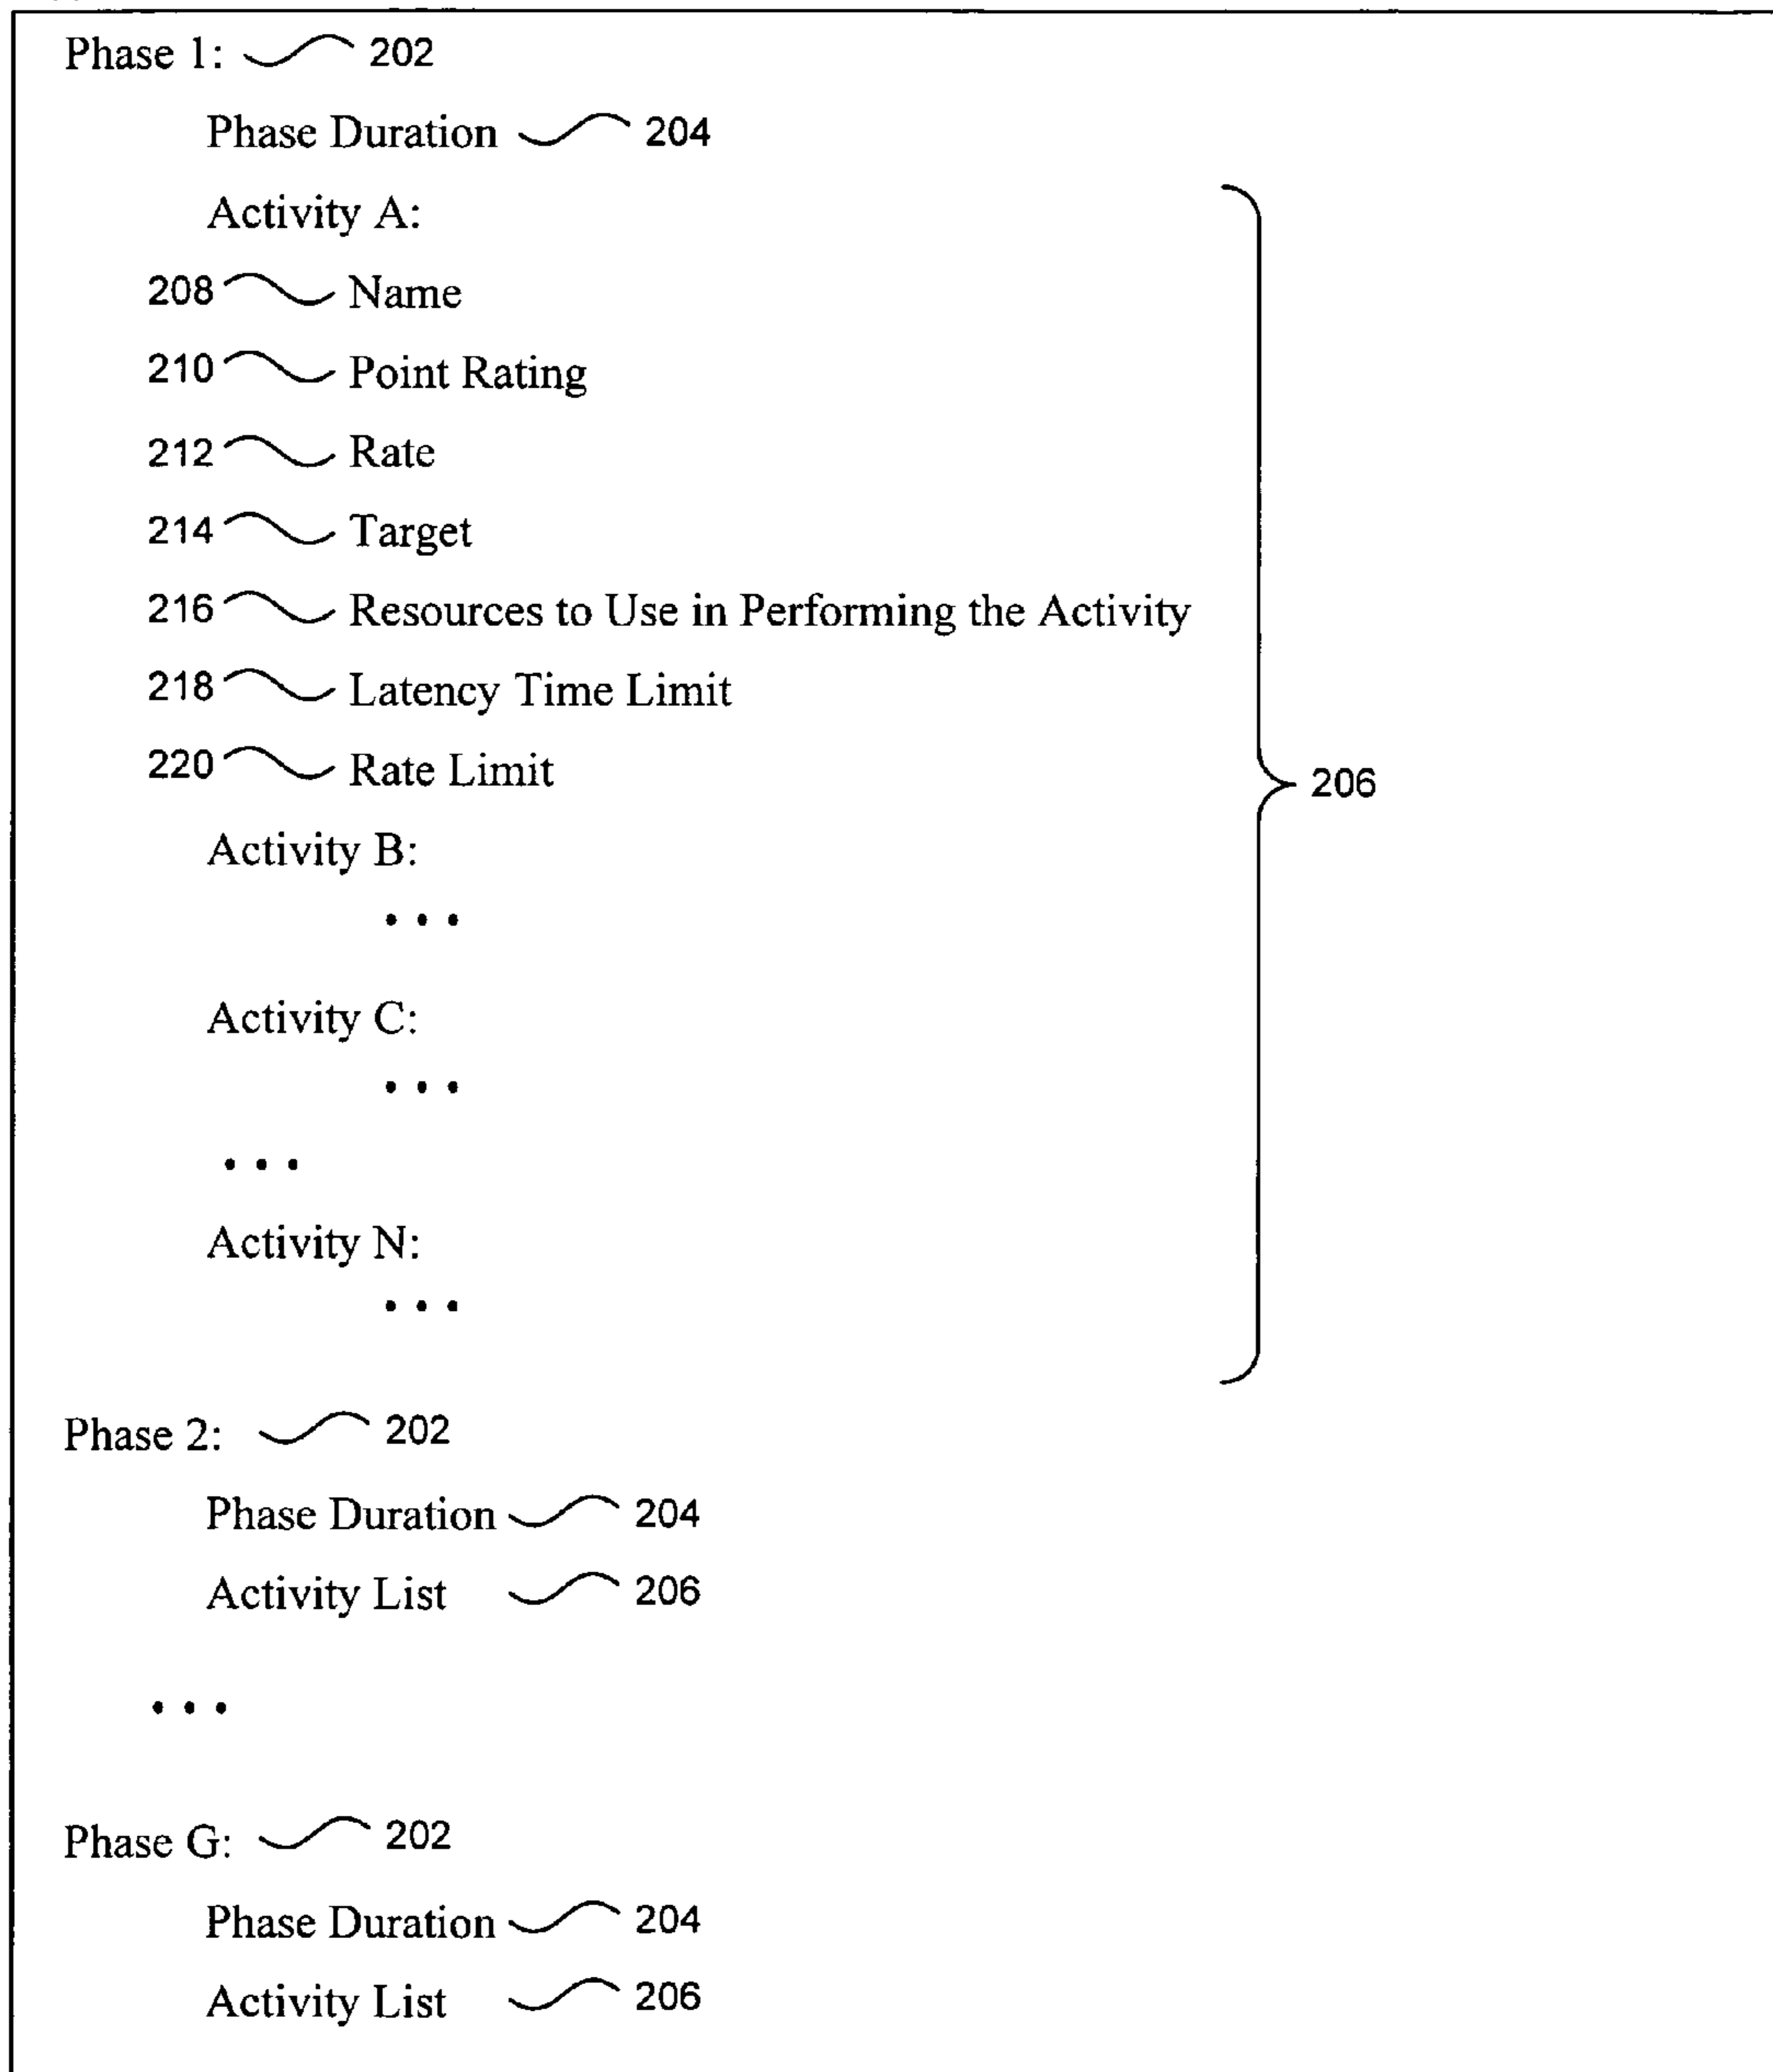 Phase 1: 202
Phase Duration 204
Activity A:
208 Name
210 Point Rating
212 Rate
214 Target
216 Resources to Use in Performing the Activity
218 Latency Time Limit
220 Rate Limit
206
Activity B:
...
Activity C:
...
...
Activity N:
...
Phase 2: 202
Phase Duration 204
Activity List 206
...
Phase G: 202
Phase Duration 204
Activity List 206